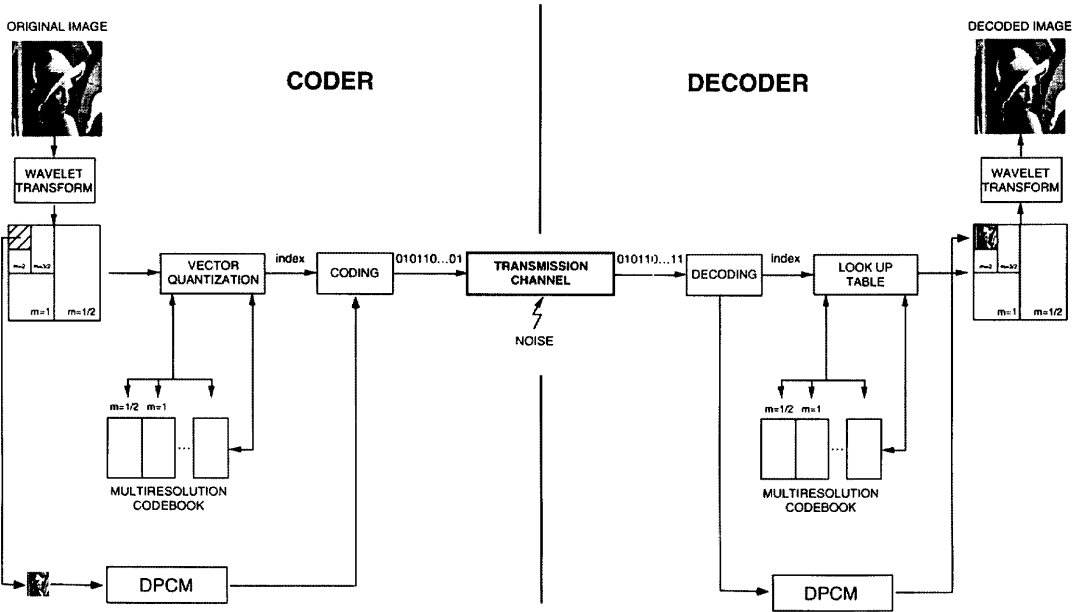 ORIGINAL IMAGE
DECODED IMAGE
CODER
DECODER
WAVELET
TRANSFORM
WAVELET
TRANSFORM
m=2
m=3/2
m=1
m=1/2
VECTOR
QUANTIZATION
index
CODING
010110...01
TRANSMISSION
CHANNEL
010110...11
DECODING
Index
LOOK UP
TABLE
m=2
m=3/2
m=1
m=1/2
NOISE
m=1/2
m=1
...
MULTIRESOLUTION
CODEBOOK
m=1/2
m=1
...
MULTIRESOLUTION
CODEBOOK
DPCM
DPCM